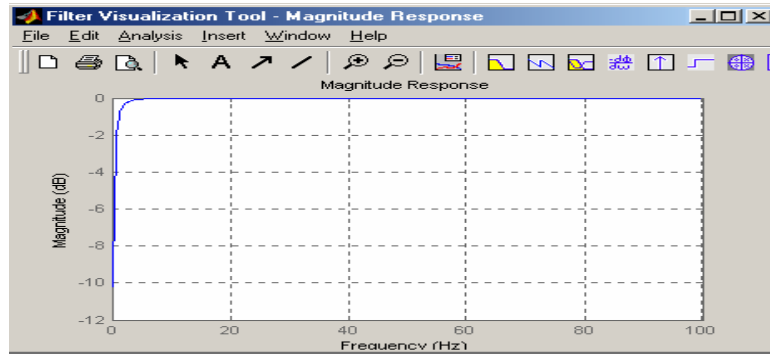 Filter Visualization Tool - Magnitude Response
File Edit Analysis Insert Window Help
A
Magnitude Response
0
-2
-4
-6
-8
-10
-12
Magnitude (dB)
0 20 40 60 80 100
Frequency (Hz)